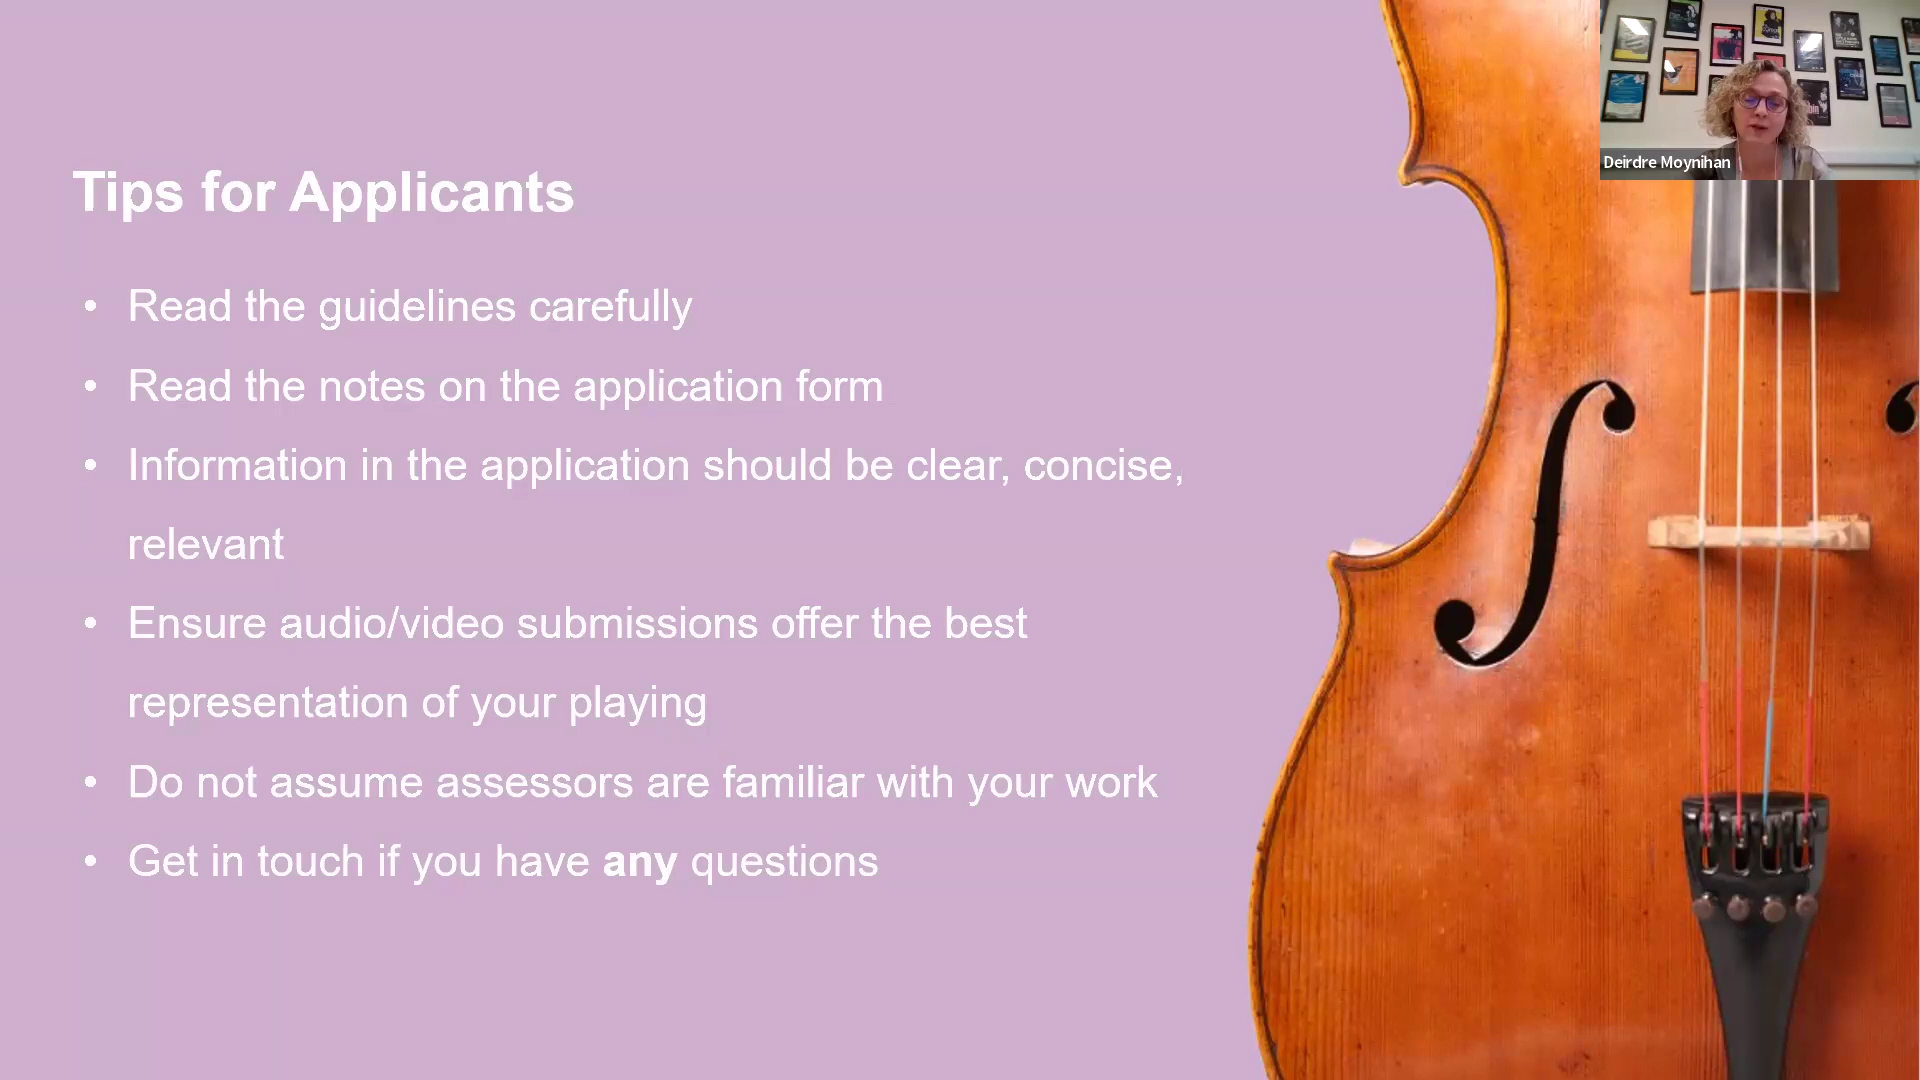 Deirdre Moynihan
Tips for Applicants
• Read the guidelines carefully
• Read the notes on the application form
• Information in the application should be clear, concise,
relevant
• Ensure audio/video submissions offer the best
representation of your playing
• Do not assume assessors are familiar with your work
• Get in touch if you have any questions